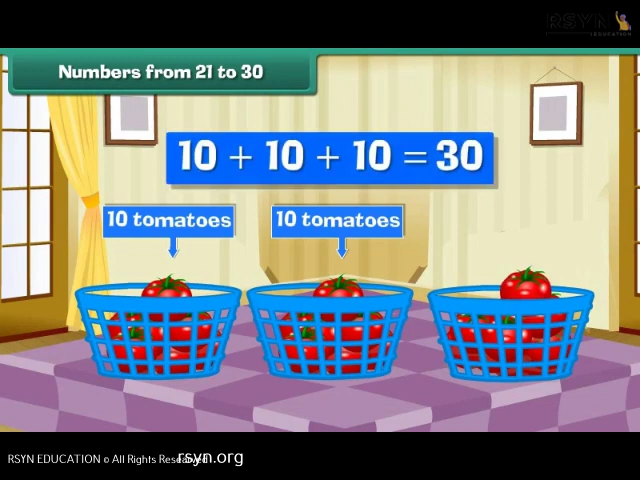 RSYN
EDUCATION
Numbers from 21 to 30
10 + 10 + 10 = 30
10 tomatoes
10 tomatoes
RSYN EDUCATION © All Rights Reserved
rsyn.org